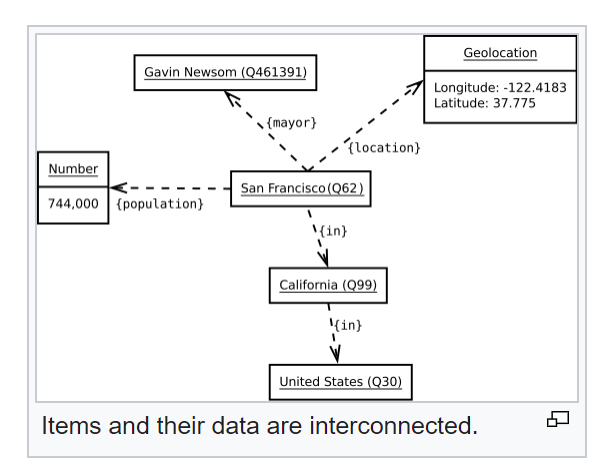 Geolocation
Longitude: -122.4183
Latitude: 37.775
Gavin Newsom (Q461391)
{mayor}
{location}
Number
744,000
{population}
San Francisco(Q62)
{in}
California (Q99)
{in}
United States (Q30)
Items and their data are interconnected.